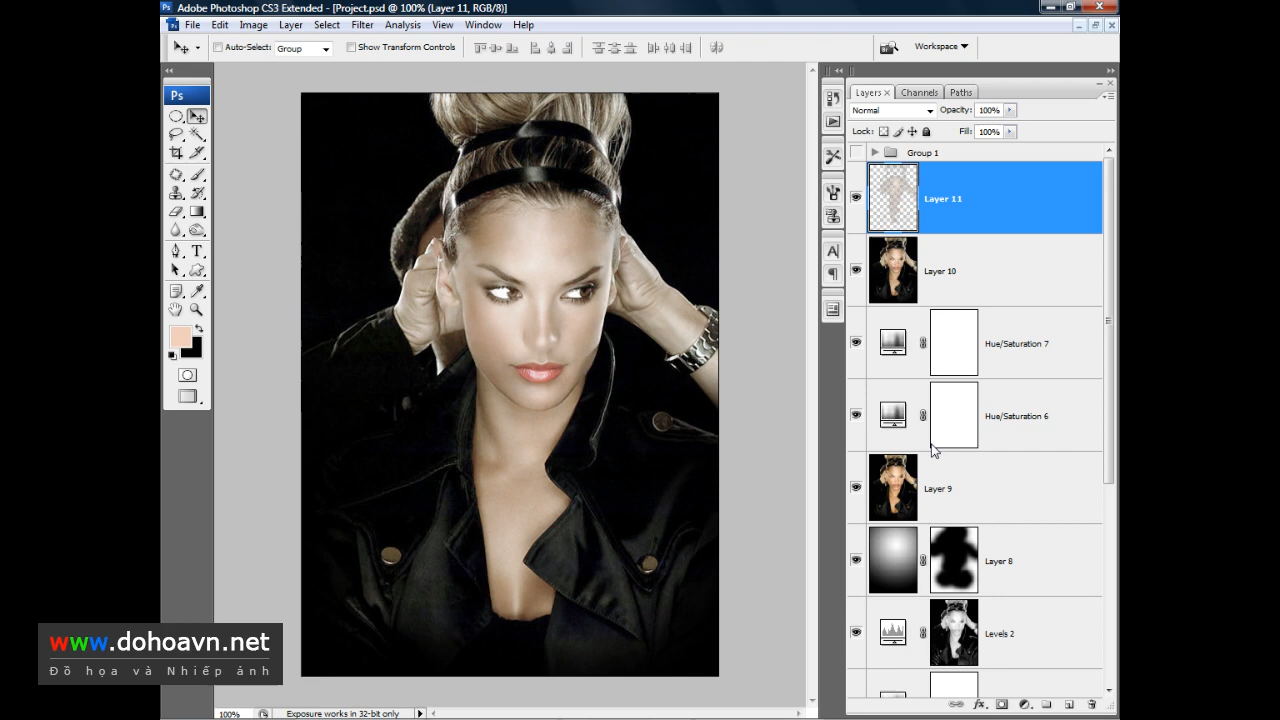 Adobe Photoshop CS3 Extended - [Project.psd @ 100% (Layer 11, RGB/8)]
File Edit Image Layer Select Filter Analysis View Window Help
Auto-Select: Group Show Transform Controls Workspace
Ps
Layers x Channels Paths
Normal Opacity: 100%
Lock: Fill: 100%
Group 1
Layer 11
Layer 10
Hue/Saturation 7
Hue/Saturation 6
Layer 9
Layer 8
Levels 2
www.dohoavn.net
Đồ họa và Nhiếp ảnh
100% Exposure works in 32-bit only